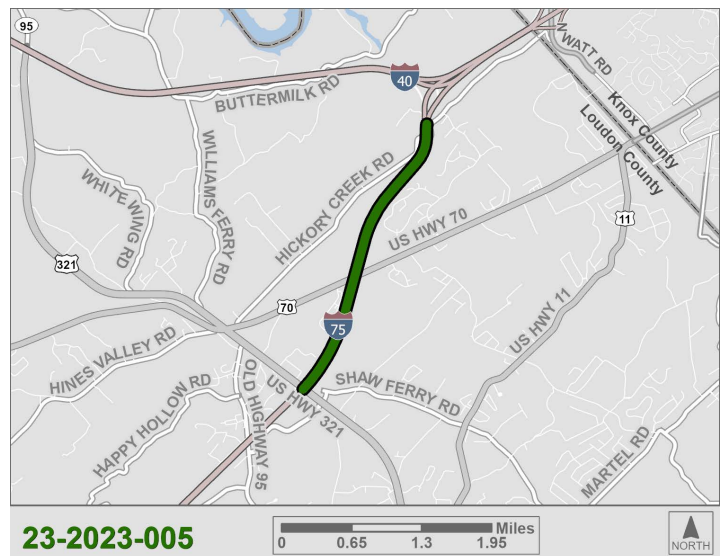 95
N WATT RD
40
BUTTERMILK RD
Knox County
Loudon County
WILLIAMS FERRY RD
WHITE WING RD
HICKORY CREEK RD
US HWY 70
11
321
70
75
US HWY 11
HINES VALLEY RD
OLD HIGHWAY 95
US HWY 321
SHAW FERRY RD
HAPPY HOLLOW RD
MARTEL RD
23-2023-005
Miles
0 0.65 1.3 1.95
NORTH